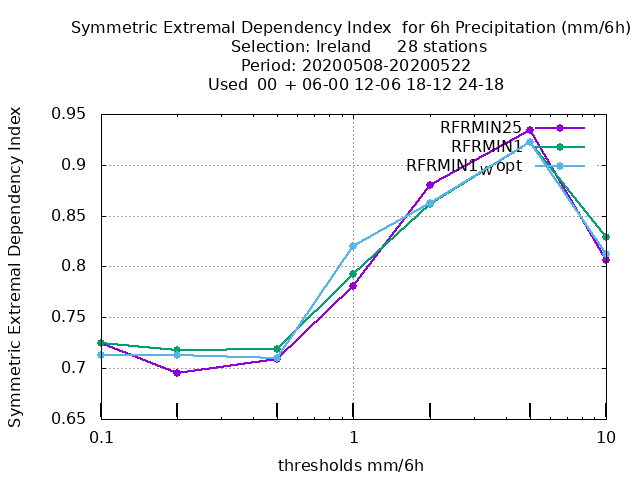 Symmetric Extremal Dependency Index  for 6h Precipitation (mm/6h)
Selection: Ireland     28 stations
Period: 20200508-20200522
Used  00 + 06-00 12-06 18-12 24-18
Symmetric Extremal Dependency Index
0.95
0.9
0.85
0.8
0.75
0.7
0.65
RFRMIN25
RFRMIN1
RFRMIN1wopt
0.1
1
10
thresholds mm/6h